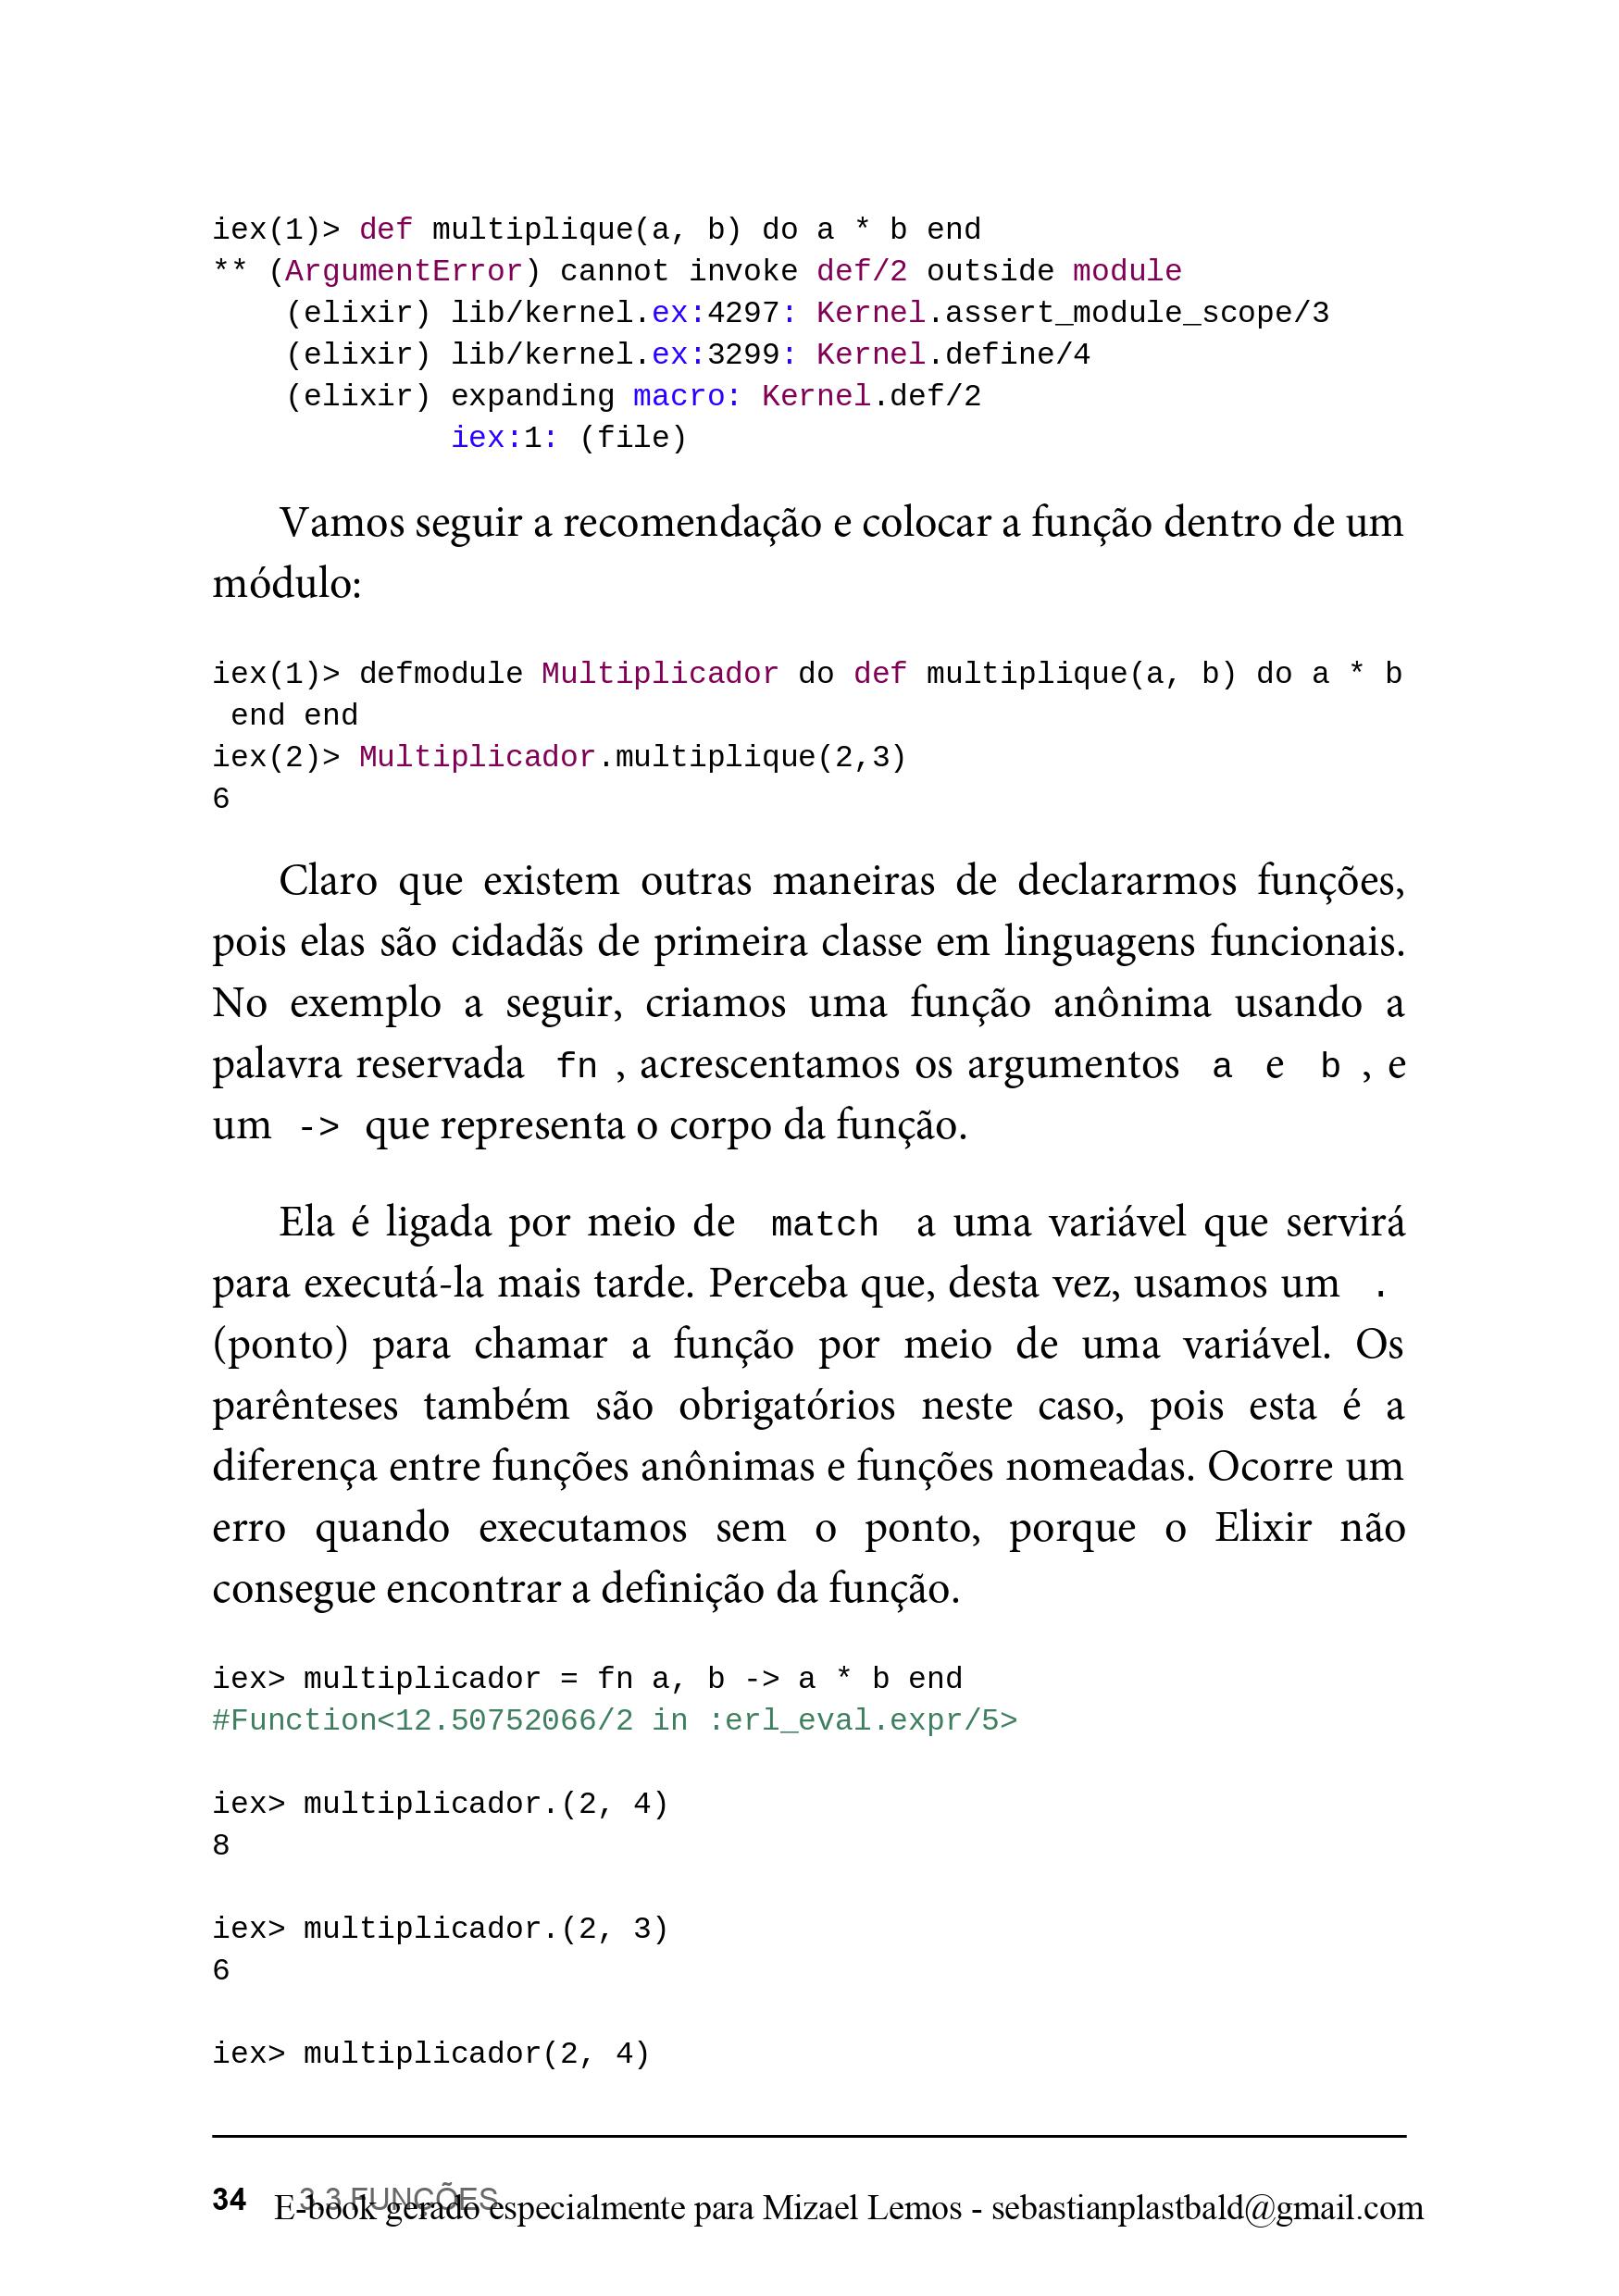 iex(1)> def multiplique(a, b) do a * b end
** (ArgumentError) cannot invoke def/2 outside module
    (elixir) lib/kernel.ex:4297: Kernel.assert_module_scope/3
    (elixir) lib/kernel.ex:3299: Kernel.define/4
    (elixir) expanding macro: Kernel.def/2
             iex:1: (file)
Vamos seguir a recomendação e colocar a função dentro de um
módulo:
iex(1)> defmodule Multiplicador do def multiplique(a, b) do a * b
 end end
iex(2)> Multiplicador.multiplique(2,3)
6
Claro que existem outras maneiras de declararmos funções,
pois elas são cidadãs de primeira classe em linguagens funcionais.
No exemplo a seguir, criamos uma função anônima usando a
palavra reservada fn , acrescentamos os argumentos a e b , e
um -> que representa o corpo da função.
Ela é ligada por meio de match a uma variável que servirá
para executá-la mais tarde. Perceba que, desta vez, usamos um .
(ponto) para chamar a função por meio de uma variável. Os
parênteses também são obrigatórios neste caso, pois esta é a
diferença entre funções anônimas e funções nomeadas. Ocorre um
erro quando executamos sem o ponto, porque o Elixir não
consegue encontrar a definição da função.
iex> multiplicador = fn a, b -> a * b end
#Function<12.50752066/2 in :erl_eval.expr/5>
iex> multiplicador.(2, 4)
8
iex> multiplicador.(2, 3)
6
iex> multiplicador(2, 4)
34 3.3 FUNÇÕES
E-book gerado especialmente para Mizael Lemos - sebastianplastbald@gmail.com